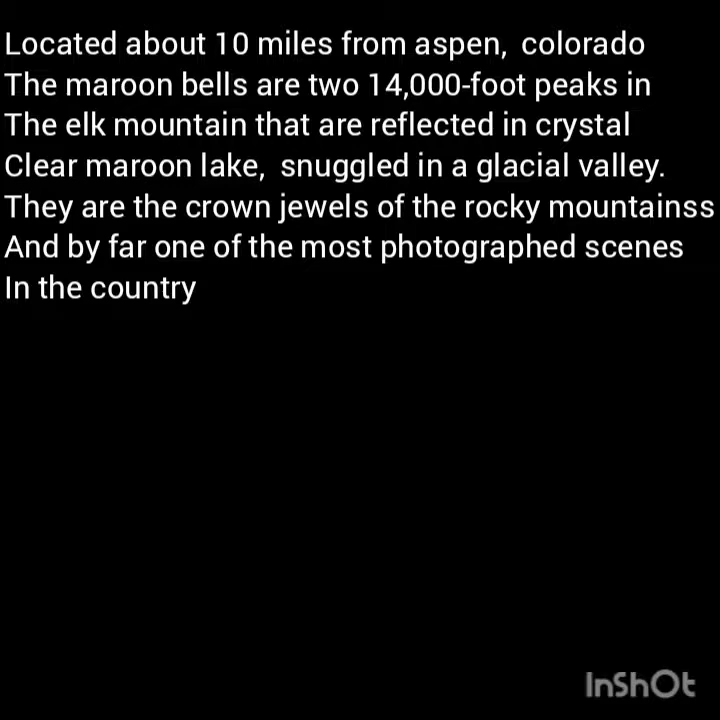 Located about 10 miles from aspen,  colorado
The maroon bells are two 14,000-foot peaks in
The elk mountain that are reflected in crystal
Clear maroon lake,  snuggled in a glacial valley.
They are the crown jewels of the rocky mountainss
And by far one of the most photographed scenes
In the country
InShOt